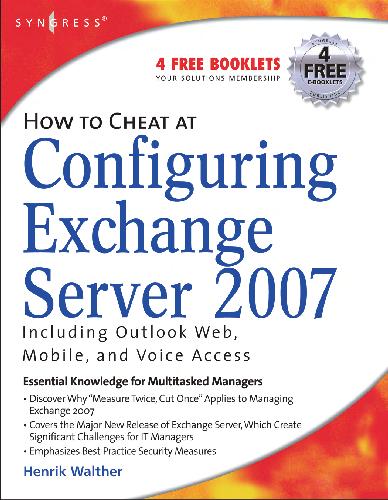 SYNGRESS®
4 FREE BOOKLETS
YOUR SOLUTIONS MEMBERSHIP
4
FREE
E-BOOKLETS
HOW TO CHEAT AT
Configuring
Exchange
Server 2007
Including Outlook Web,
Mobile, and Voice Access
Essential Knowledge for Multitasked Managers
• Discover Why “Measure Twice, Cut Once” Applies to Managing
Exchange 2007
• Covers the Major New Release of Exchange Server, Which Create
Significant Challenges for IT Managers
• Emphasizes Best Practice Security Measures
Henrik Walther